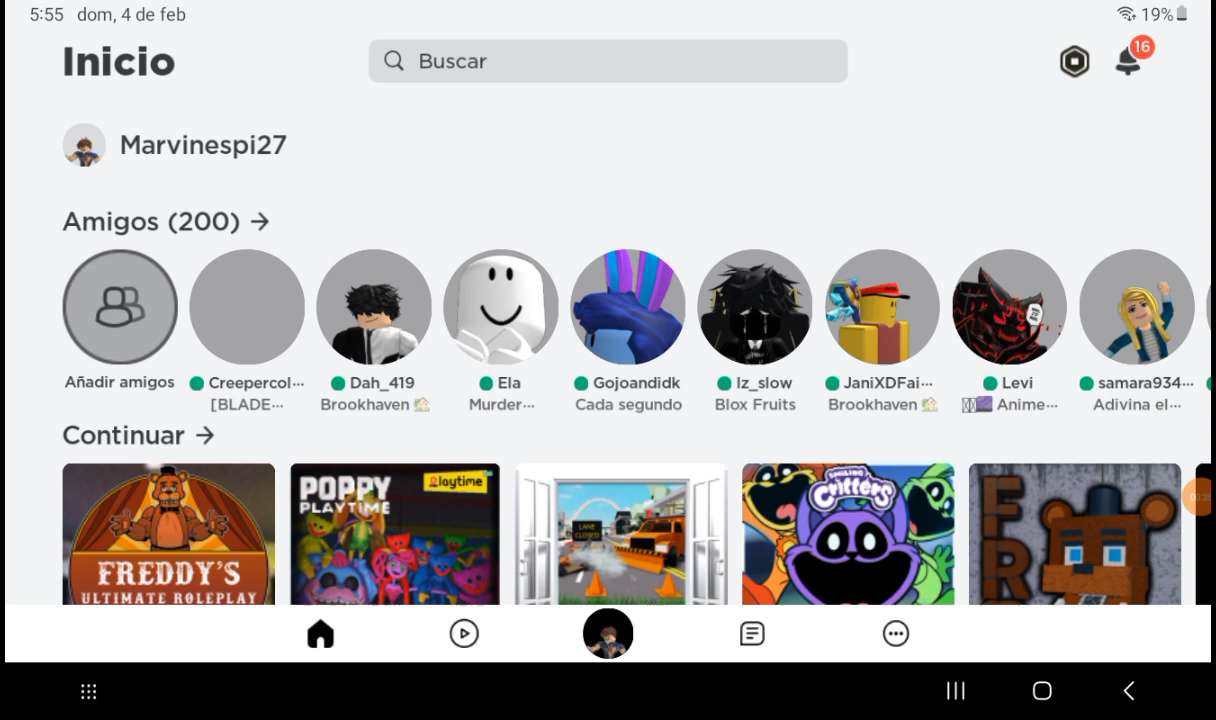 5:55 dom, 4 de feb 19%
Inicio
Buscar
16
Marvinespi27
Amigos (200) →
Añadir amigos
Creepercol...
[BLADE...
Dah_419
Brookhaven 🏡
Ela
Murder...
Gojoandidk
Cada segundo
Iz_slow
Blox Fruits
JaniXDFai...
Brookhaven 🏡
Levi
Anime...
samara934...
Adivina el...
Continuar →
FREDDY'S
ULTIMATE ROLEPLAY
POPPY
PLAYTIME
Playtime
LANE
CLOSED
SMILING
Critters